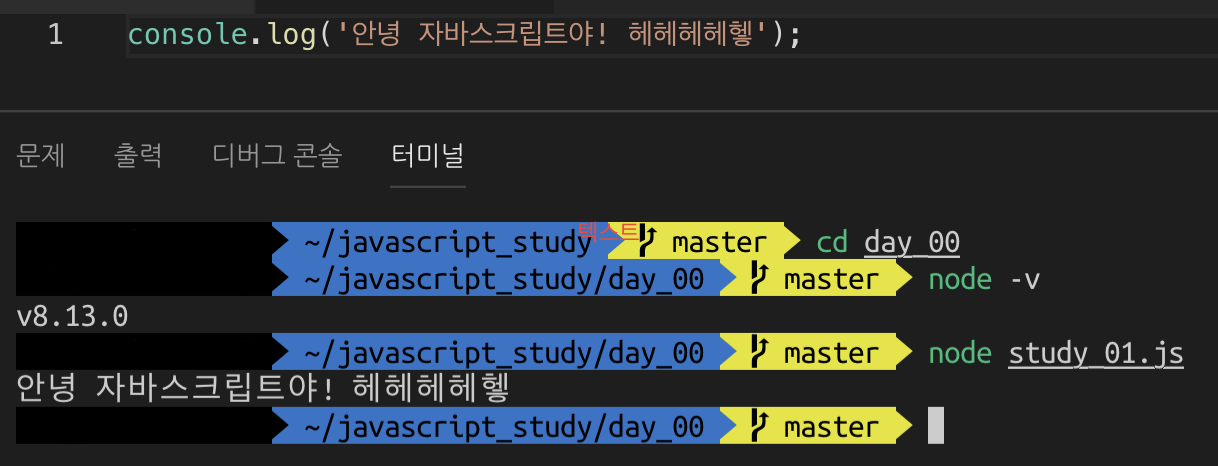 1 console.log('안녕 자바스크립트야! 헤헤헤헤헿');
문제 출력 디버그 콘솔 터미널
텍스트
~/javascript_study master cd day_00
~/javascript_study/day_00 master node -v
v8.13.0
~/javascript_study/day_00 master node study_01.js
안녕 자바스크립트야! 헤헤헤헤헿
~/javascript_study/day_00 master